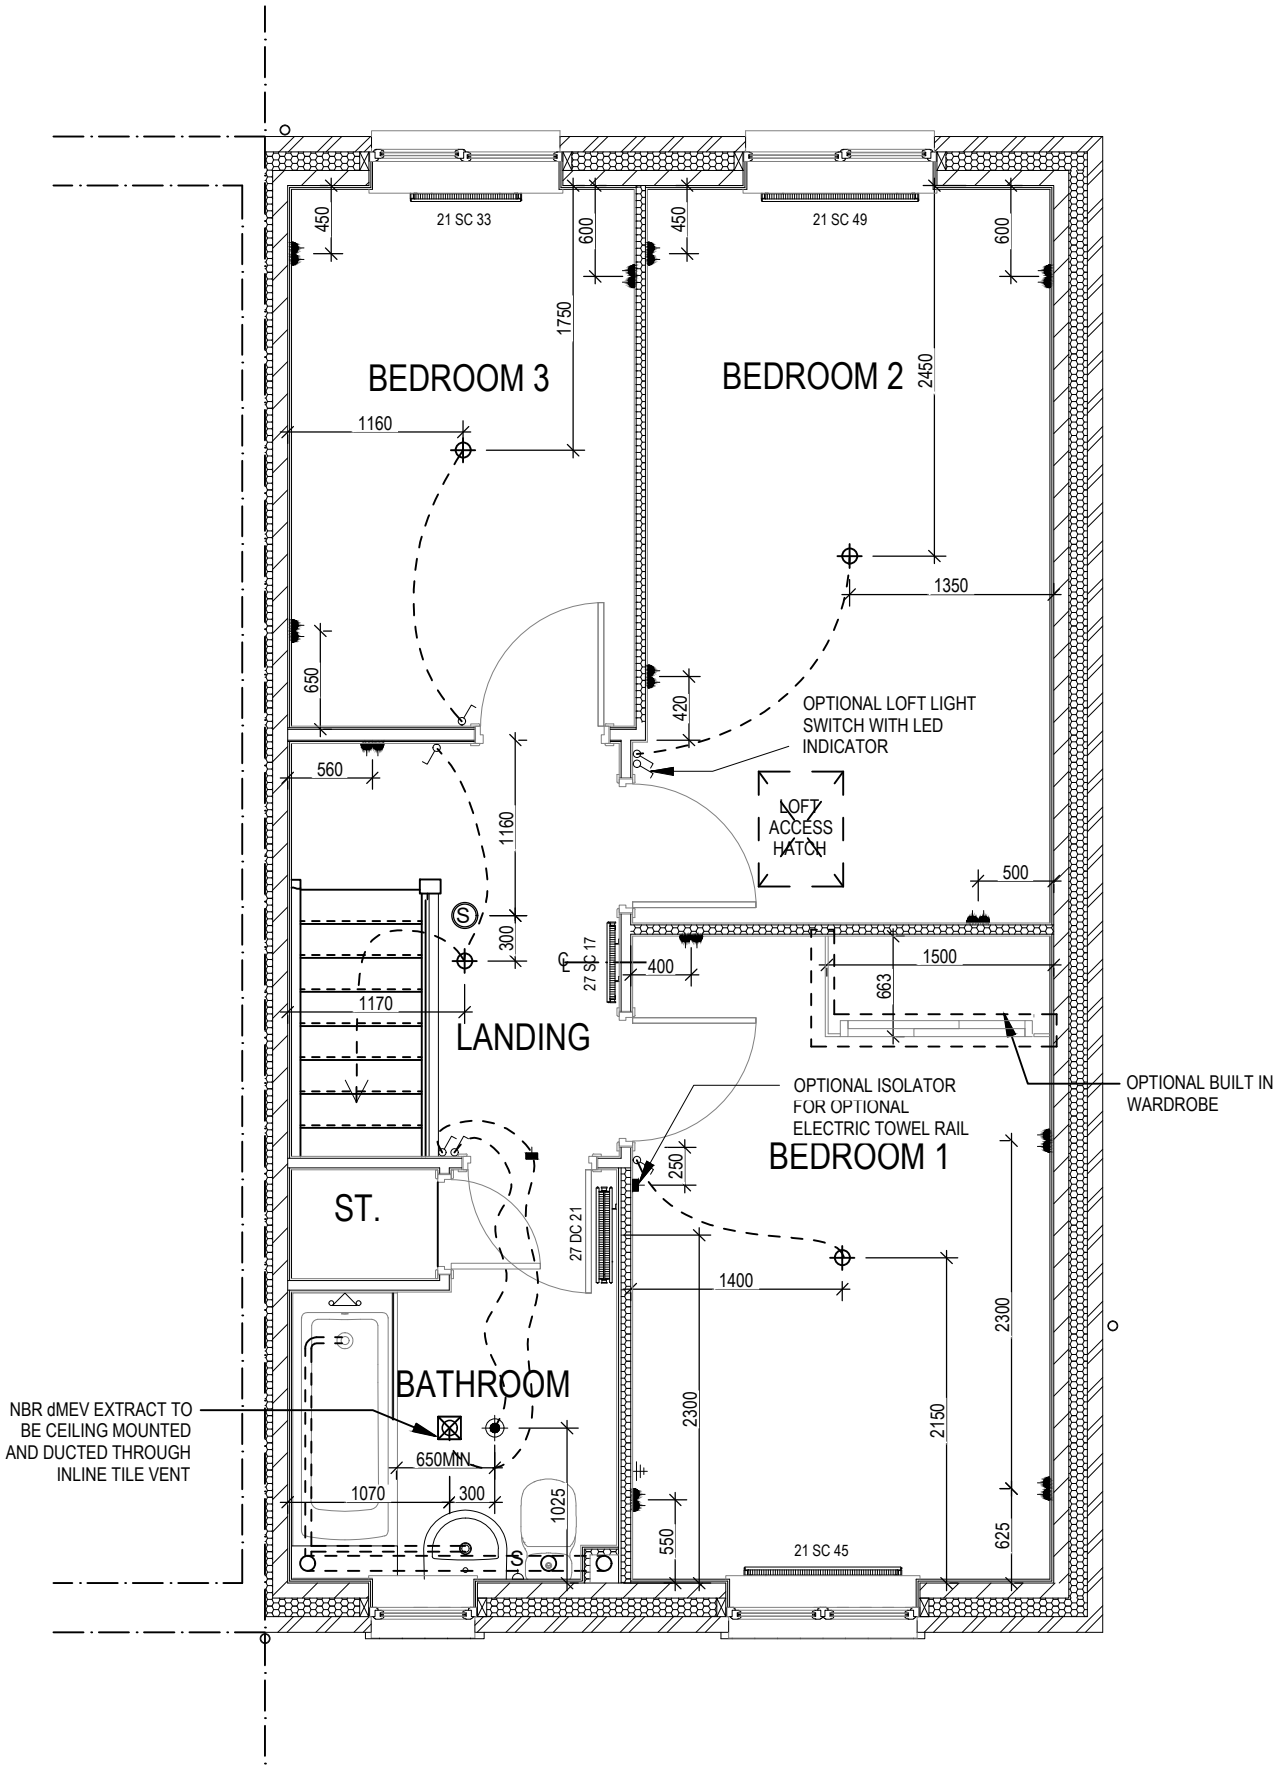 21 SC 33
21 SC 49
450
600
450
600
1750
2450
BEDROOM 3
BEDROOM 2
1160
1350
650
420
OPTIONAL LOFT LIGHT
SWITCH WITH LED
INDICATOR
560
1160
LOFT
ACCESS
HATCH
500
S
300
27 SC 17
400
1500
663
1170
LANDING
OPTIONAL ISOLATOR
FOR OPTIONAL
ELECTRIC TOWEL RAIL
OPTIONAL BUILT IN
WARDROBE
250
BEDROOM 1
ST.
27 DC 21
1400
2300
2300
2150
BATHROOM
NBR dMEV EXTRACT TO
BE CEILING MOUNTED
AND DUCTED THROUGH
INLINE TILE VENT
650MIN
1070
300
1025
550
625
S
21 SC 45